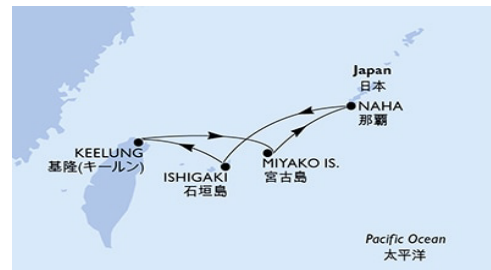 Japan
日本
NAHA
那覇
KEELUNG
基隆(キールン)
MIYAKO IS.
宮古島
ISHIGAKI
石垣島
Pacific Ocean
太平洋